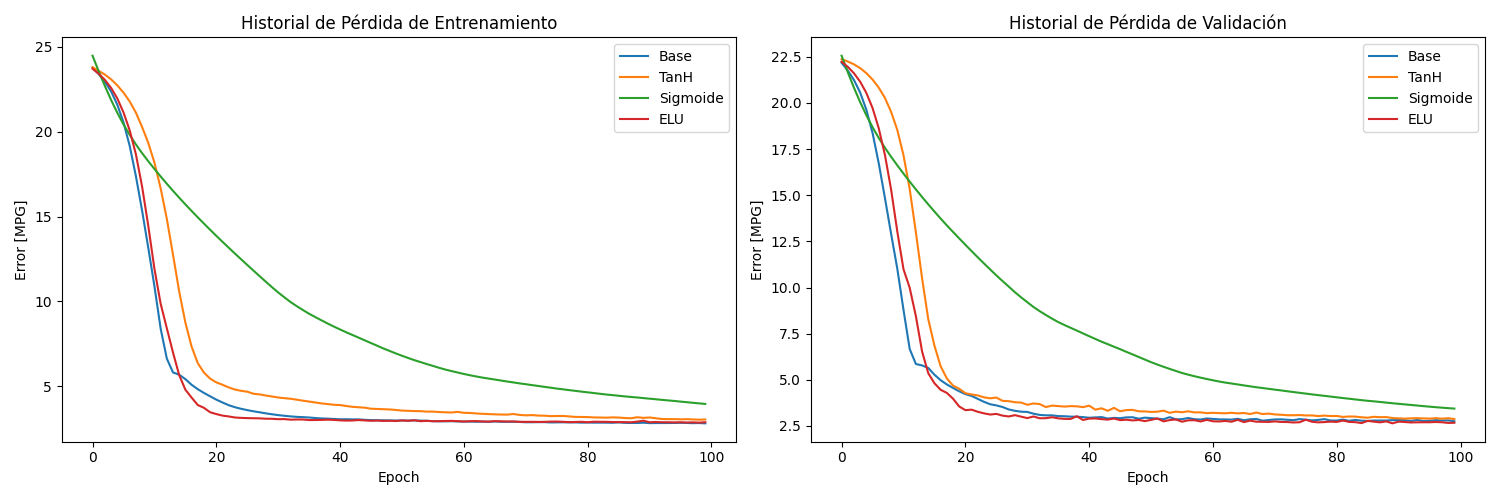 Historial de Pérdida de Entrenamiento
Error [MPG]
25
20
15
10
5
0
20
40
60
80
100
Epoch
Base
TanH
Sigmoide
ELU
Historial de Pérdida de Validación
Error [MPG]
22.5
20.0
17.5
15.0
12.5
10.0
7.5
5.0
2.5
0
20
40
60
80
100
Epoch
Base
TanH
Sigmoide
ELU